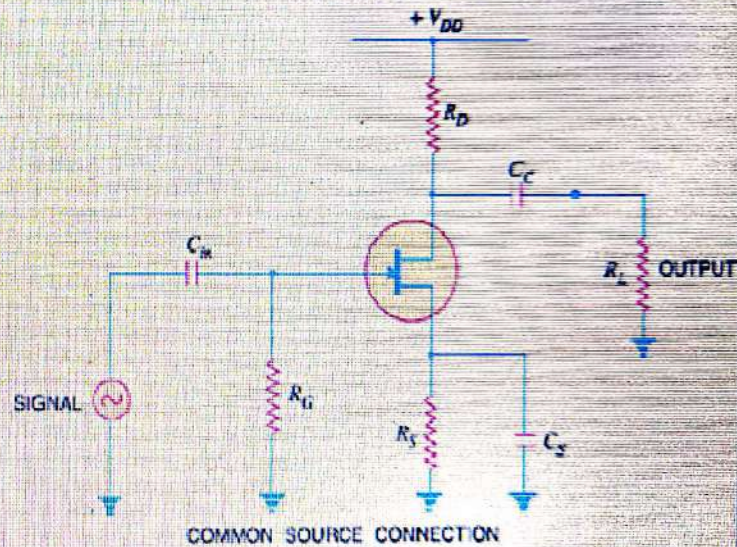 + V_DD
R_D
C_C
C_in
R_L OUTPUT
SIGNAL
R_G
R_S
C_S
COMMON SOURCE CONNECTION